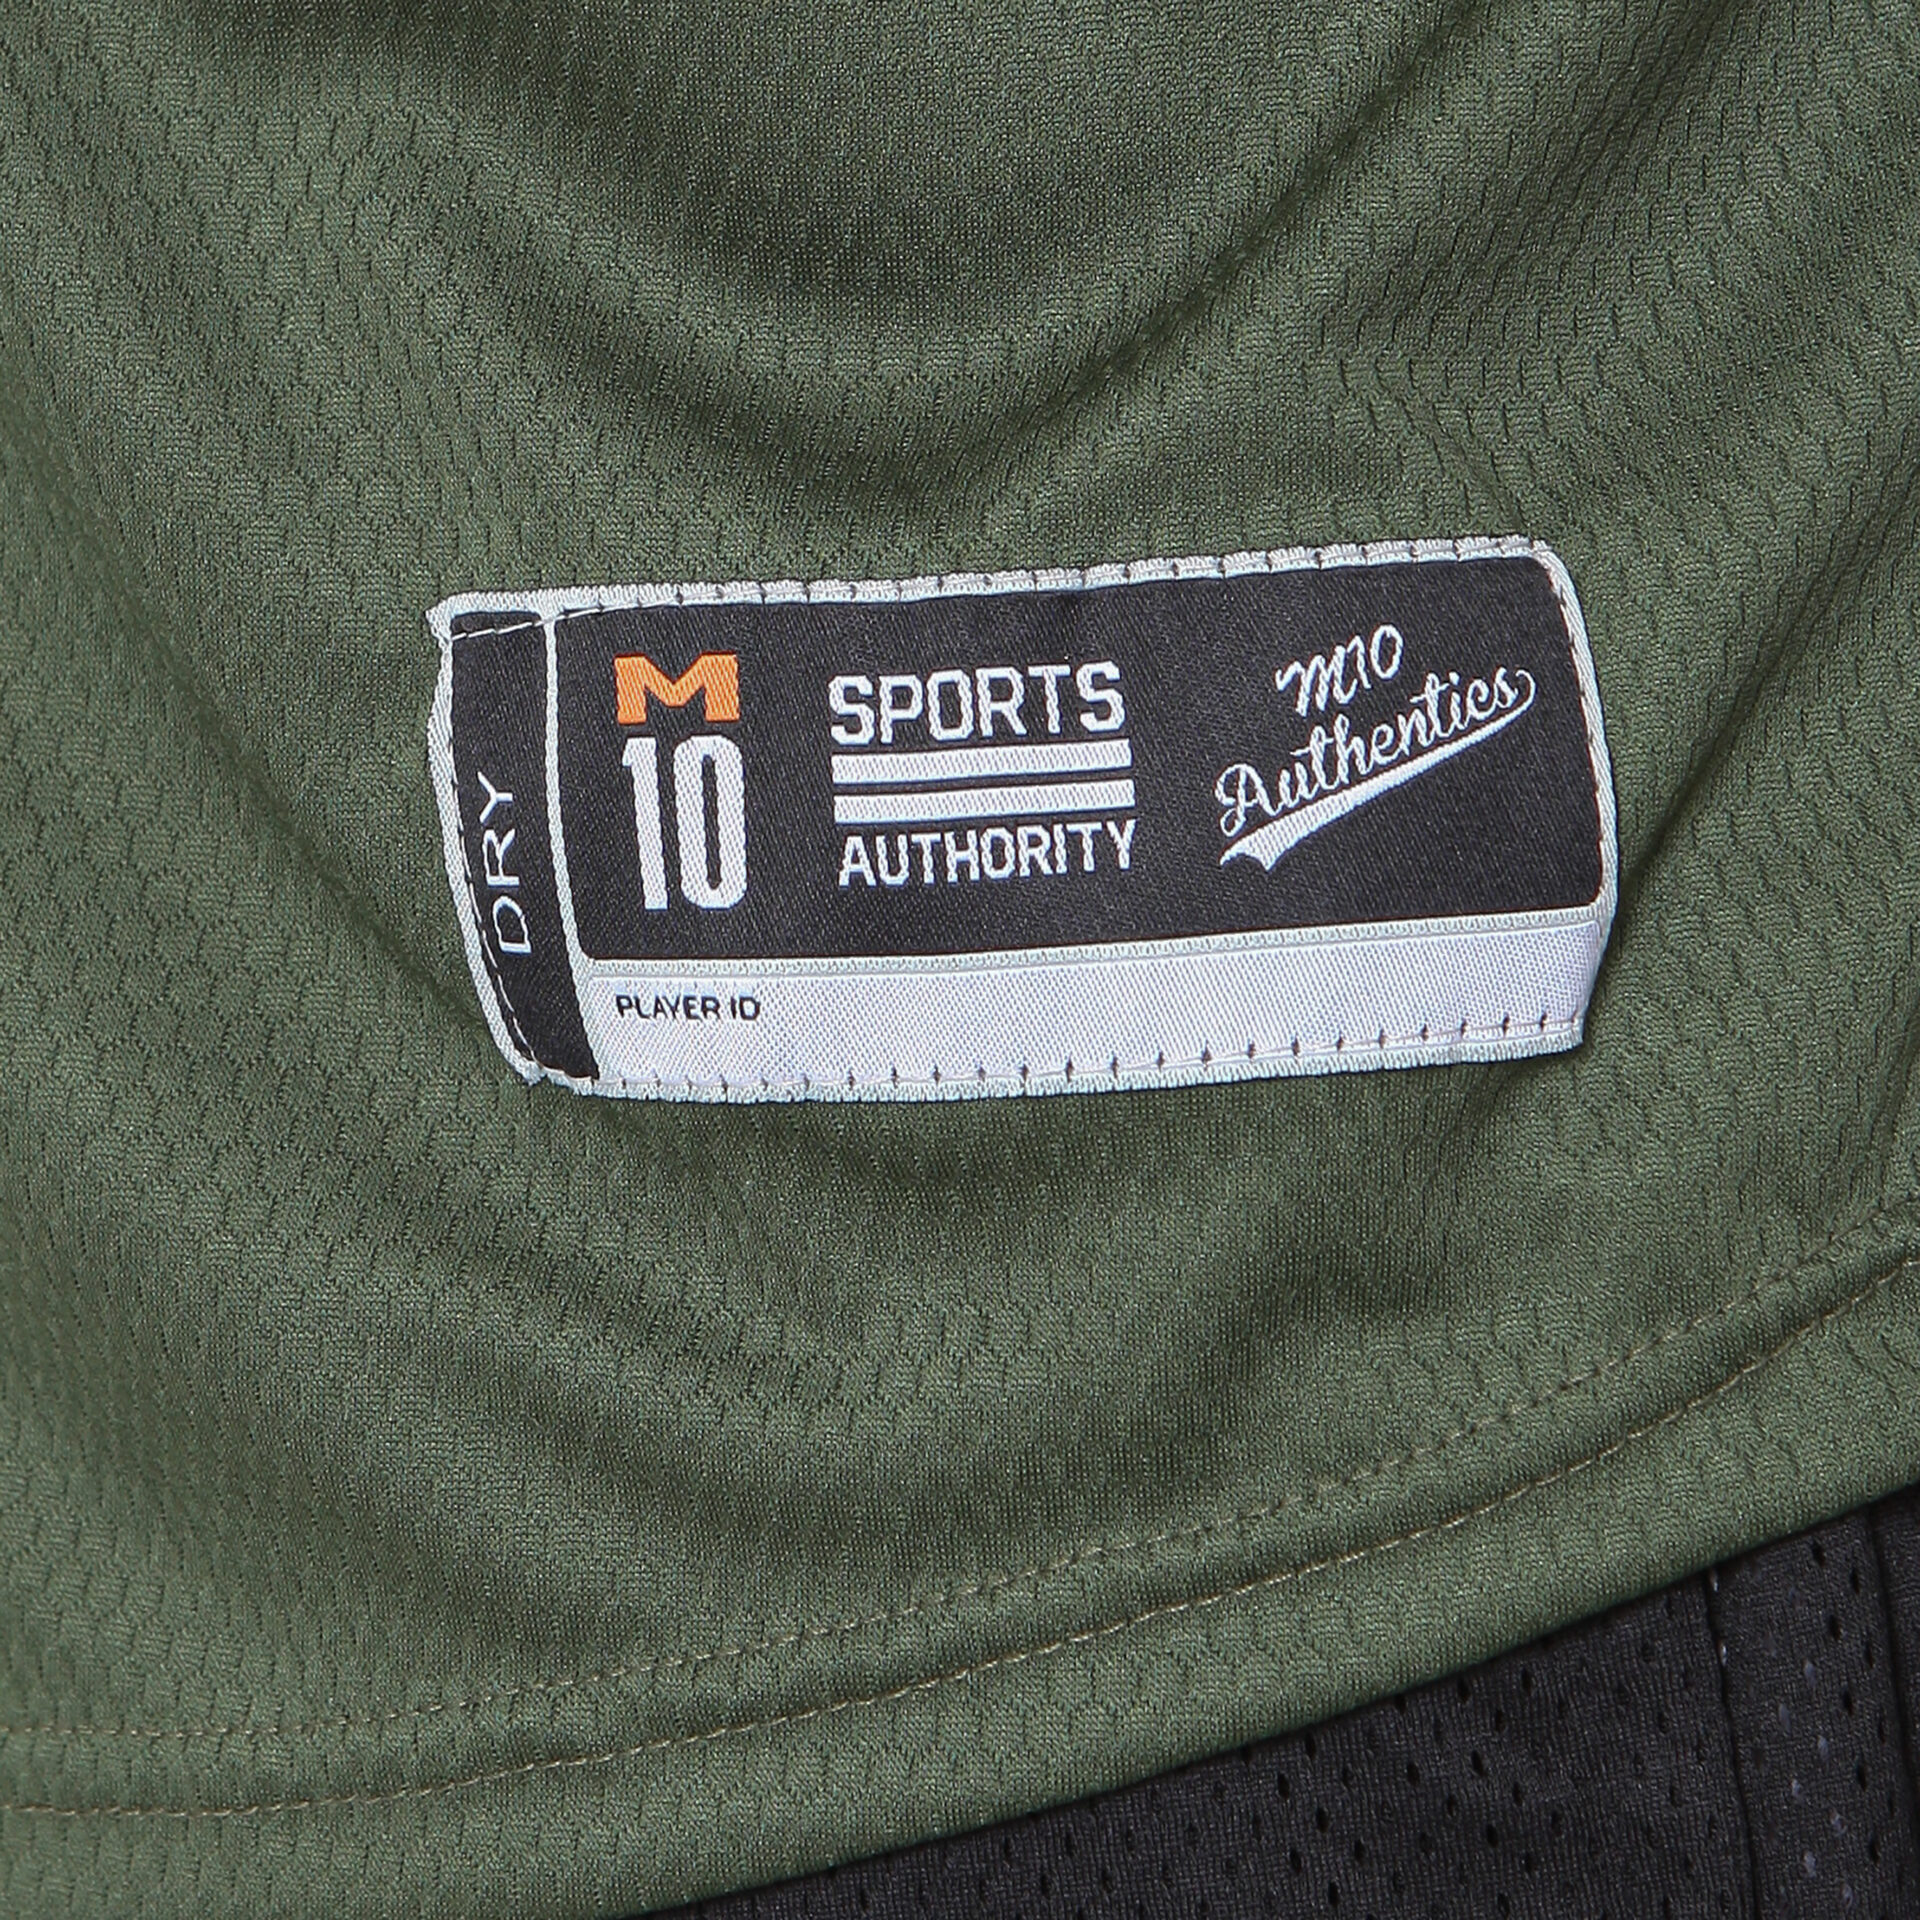 DRY
M
10
SPORTS
AUTHORITY
M10
Authentics
PLAYER ID